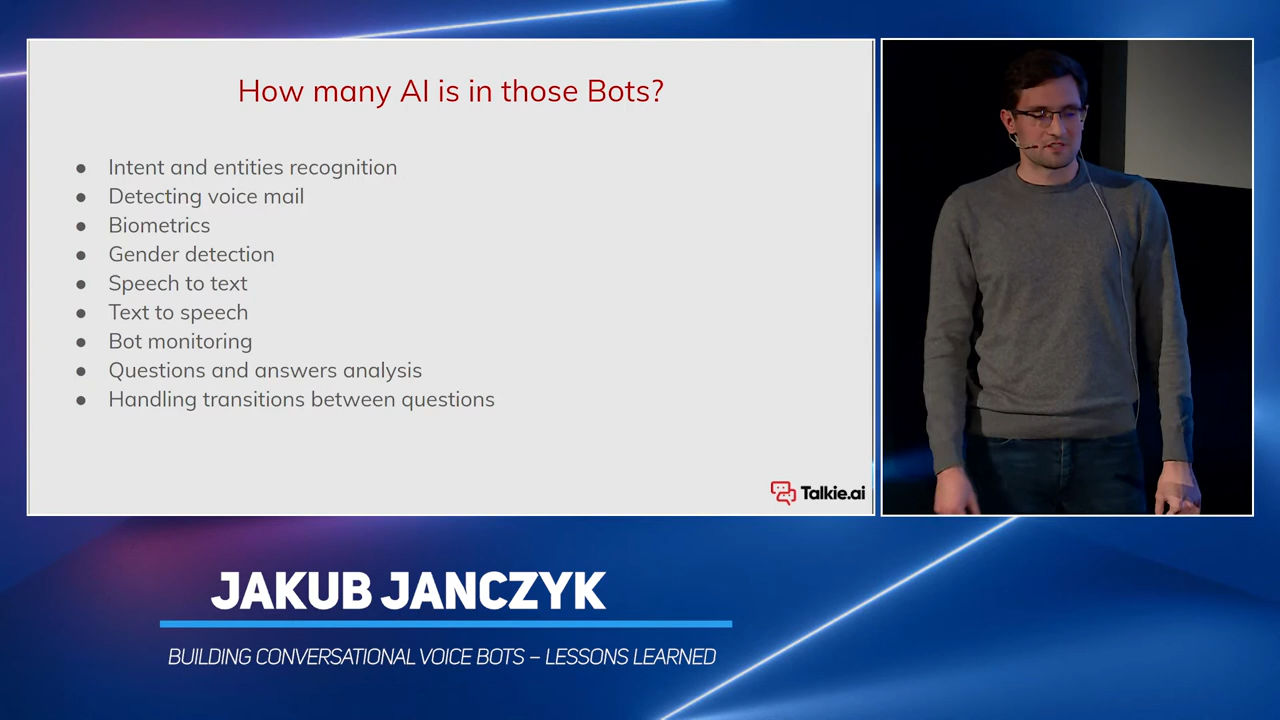 How many AI is in those Bots?
● Intent and entities recognition
● Detecting voice mail
● Biometrics
● Gender detection
● Speech to text
● Text to speech
● Bot monitoring
● Questions and answers analysis
● Handling transitions between questions
Talkie.ai
JAKUB JANCZYK
BUILDING CONVERSATIONAL VOICE BOTS – LESSONS LEARNED